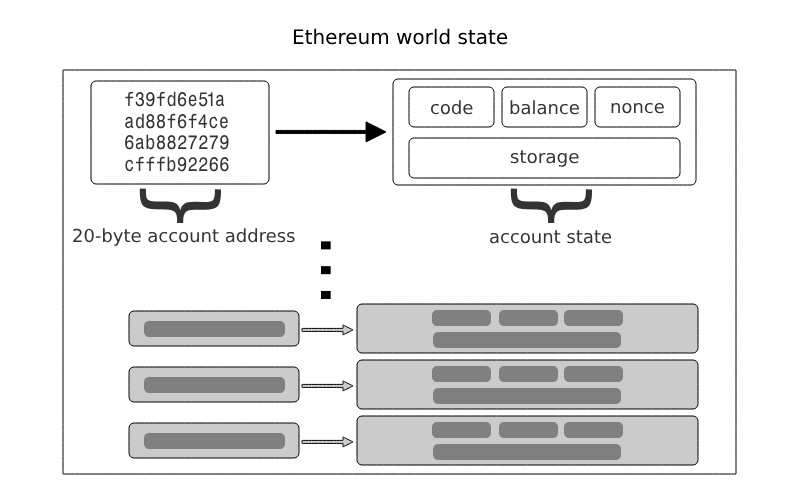 Ethereum world state
f39fd6e51a
ad88f6f4ce
6ab8827279
cfffb92266
code
balance
nonce
storage
20-byte account address
account state